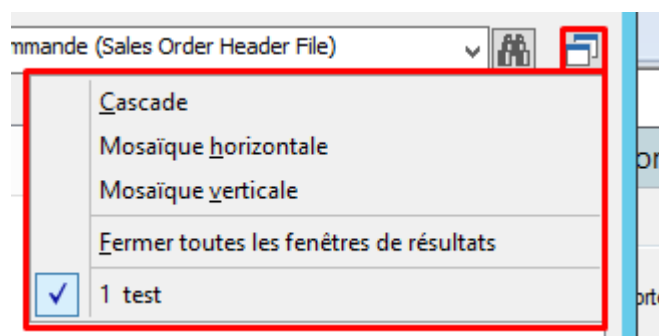 mmande (Sales Order Header File)
Cascade
Mosaïque horizontale
Mosaïque verticale
Fermer toutes les fenêtres de résultats
1 test